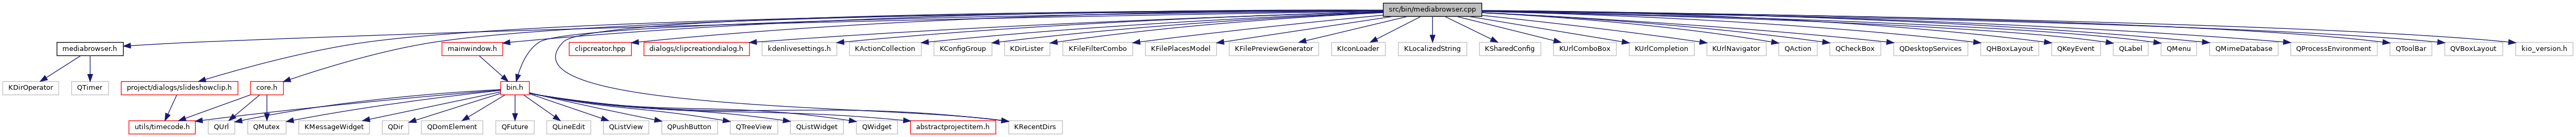 src/bin/mediabrowser.cpp
mediabrowser.h
mainwindow.h
clipcreator.hpp
dialogs/clipcreationdialog.h
kdenlivesettings.h
KActionCollection
KConfigGroup
KDirLister
KFileFilterCombo
KFilePlacesModel
KFilePreviewGenerator
KIconLoader
KLocalizedString
KSharedConfig
KUrlComboBox
KUrlCompletion
KUrlNavigator
QAction
QCheckBox
QDesktopServices
QHBoxLayout
QKeyEvent
QLabel
QMenu
QMimeDatabase
QProcessEnvironment
QToolBar
QVBoxLayout
kio_version.h
KDirOperator
QTimer
project/dialogs/slideshowclip.h
core.h
bin.h
utils/timecode.h
QUrl
QMutex
KMessageWidget
QDir
QDomElement
QFuture
QLineEdit
QListView
QPushButton
QTreeView
QListWidget
QWidget
abstractprojectitem.h
KRecentDirs